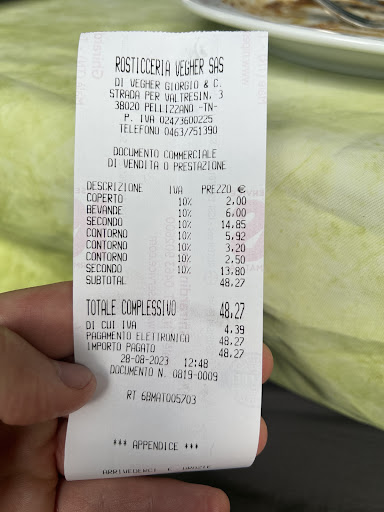 ROSTICCERIA VEGHER SAS
DI VEGHER GIORGIO & C.
STRADA PER VALTRESIN. 3
38020 PELLIZZANO -TN-
P. IVA 02473600225
TELEFONO 0463/751390
DOCUMENTO COMMERCIALE
DI VENDITA O PRESTAZIONE
DESCRIZIONE IVA PREZZO €
COPERTO 10% 2,00
BEVANDE 10% 6,00
SECONDO 10% 14,85
CONTORNO 10% 5,92
CONTORNO 10% 3,20
CONTORNO 10% 2,50
SECONDO 10% 13,80
SUBTOTAL 48,27
TOTALE COMPLESSIVO 48,27
DI CUI IVA 4,39
PAGAMENTO ELETTRONICO 48,27
IMPORTO PAGATO 48,27
28-08-2023 12:48
DOCUMENTO N. 0819-0009
RT 6BMAT005703
*** APPENDICE ***
ARRIVEDERCI E GRAZIE